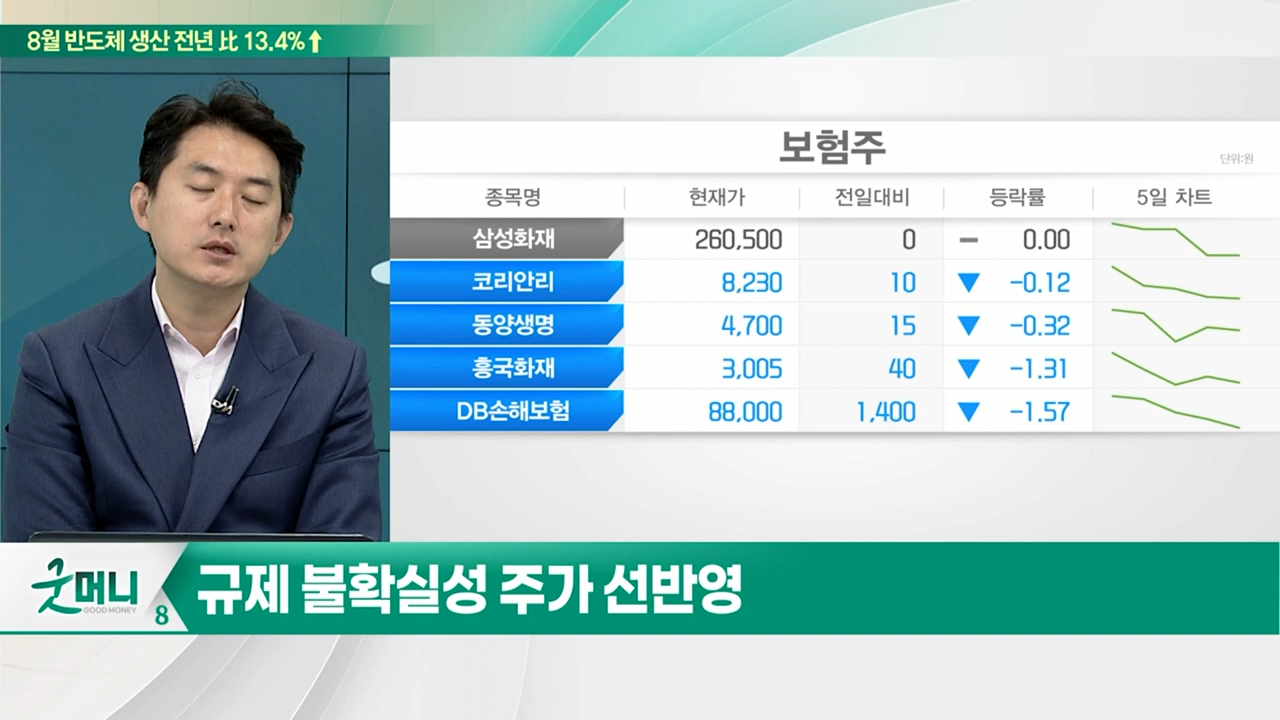 8월 반도체 생산 전년 比 13.4%⬆
보험주
단위:원
종목명 현재가 전일대비 등락률 5일 차트
삼성화재 260,500 0 − 0.00
코리안리 8,230 10 ▼ -0.12
동양생명 4,700 15 ▼ -0.32
흥국화재 3,005 40 ▼ -1.31
DB손해보험 88,000 1,400 ▼ -1.57
굿머니
GOOD MONEY
8
규제 불확실성 주가 선반영